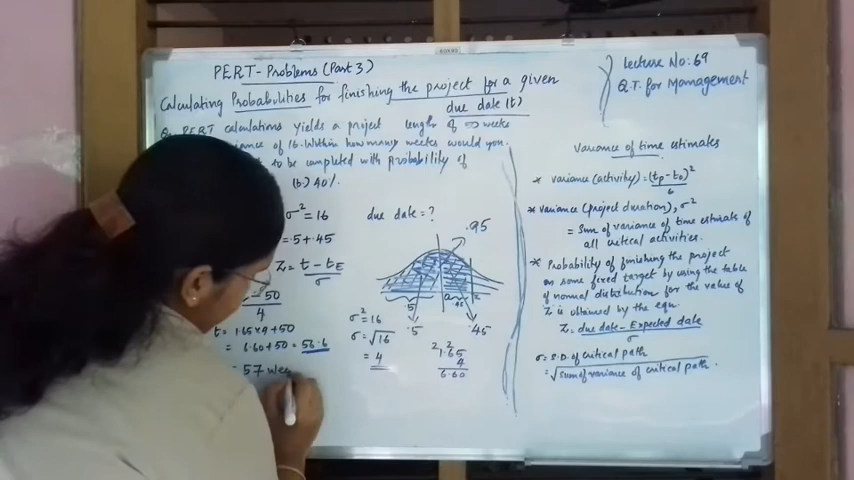 PERT-Problems (Part 3)
Calculating Probabilities for finishing the project for a given
due date (t)
PERT calculations yields a project length of 50 weeks
of 16. Within how many weeks would you
to be completed with probability of
(b) 40%.
σ² = 16
due date = ?
= .5 + .45
.95
Z = t - tE
σ
- 50
4
t = 1.65 × 4 + 50
= 6.60 + 50 = 56.6
= 57
σ² = 16
σ = √16
= 4
.5
.5
.45
.45
2 2
1.65
4
6.60
Lecture No: 69
Q.T. for Management
Variance of time estimates
* variance (activity) = (tp - to)²
6
* variance (project duration), σ²
= Sum of variance of time estimats of
all critical activities.
* Probability of finishing the project
on some fixed target by using the table
of normal distribution for the value of
Z is obtained by the equ.
Z = due date - Expected date
σ
σ = S.D of critical path
= √sum of variance of critical path.